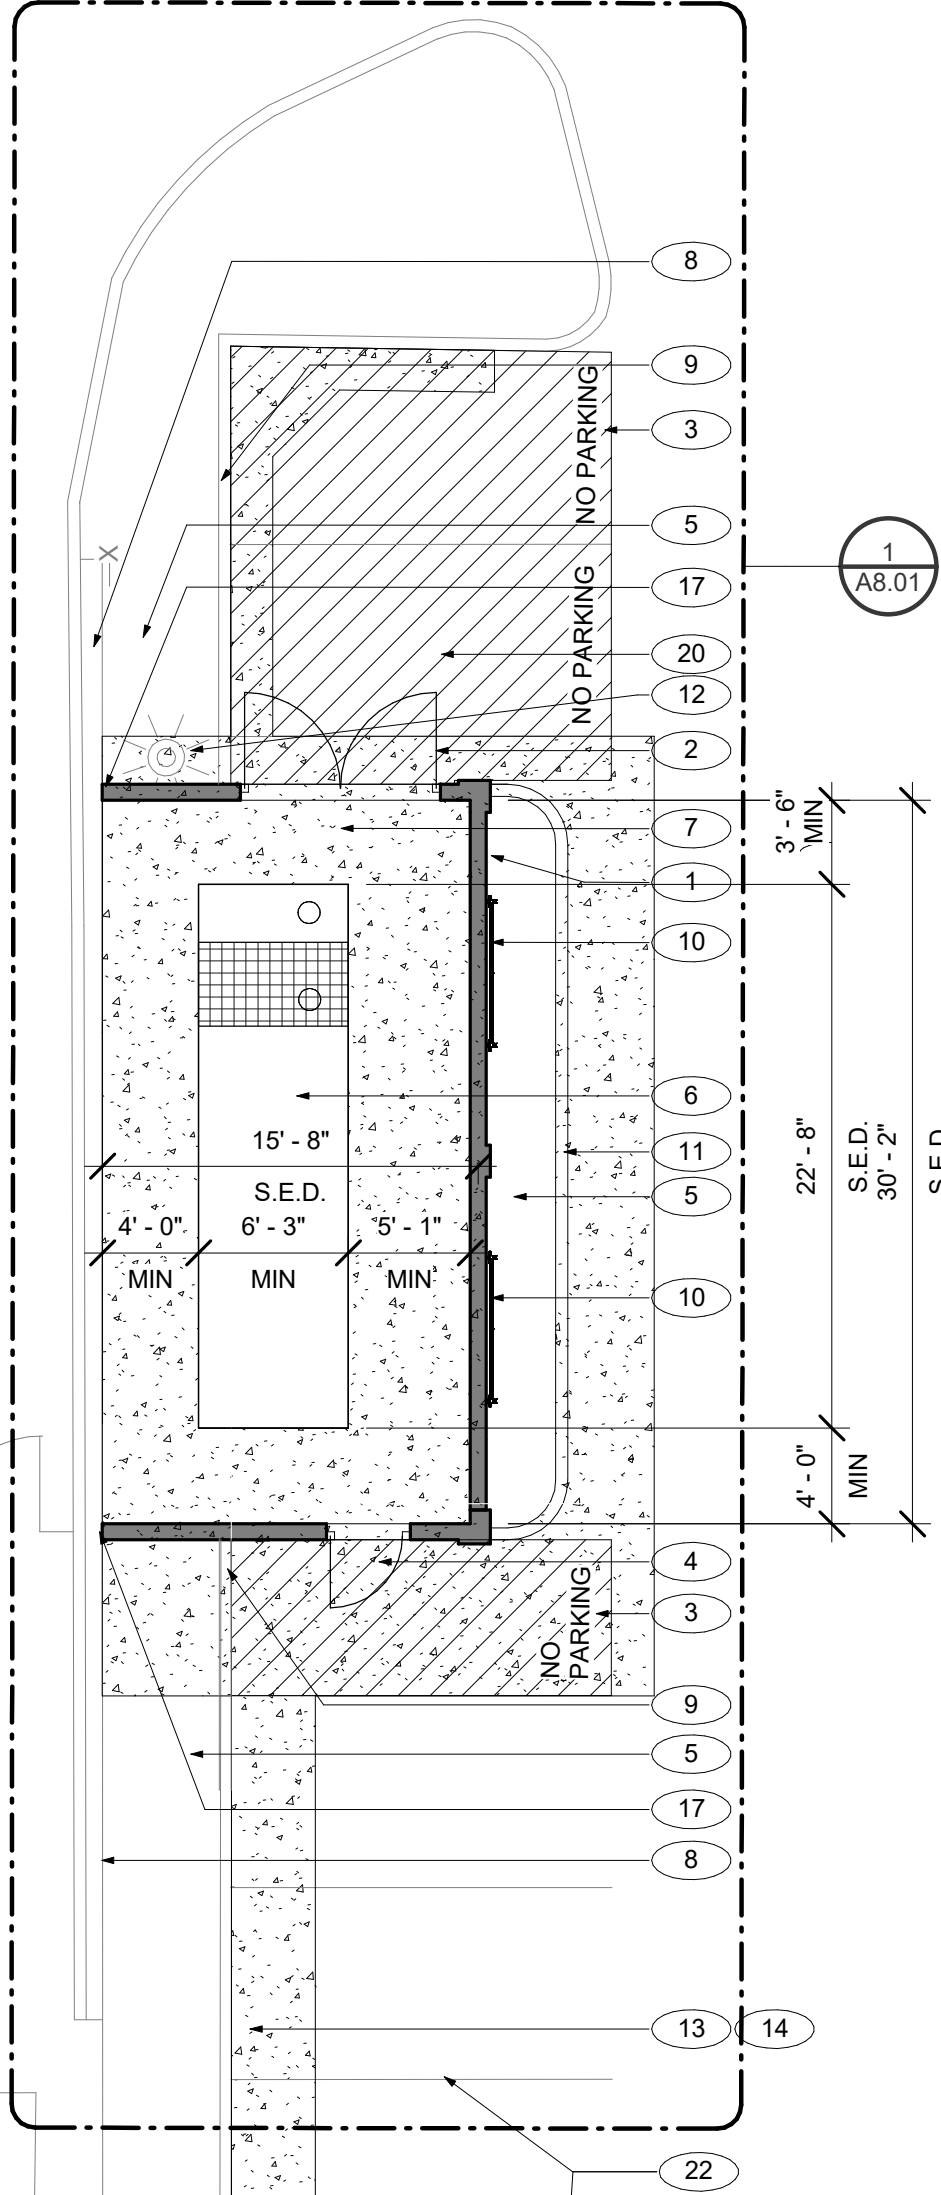 8
9
NO PARKING
3
X
5
1
A8.01
17
NO PARKING
20
12
2
3' - 6"
MIN
7
1
10
6
15' - 8"
S.E.D.
11
22' - 8"
S.E.D.
30' - 2"
S.E.D.
5
4' - 0"
6' - 3"
5' - 1"
MIN
MIN
MIN
10
4' - 0"
MIN
4
NO
PARKING
3
9
5
17
8
13
14
22